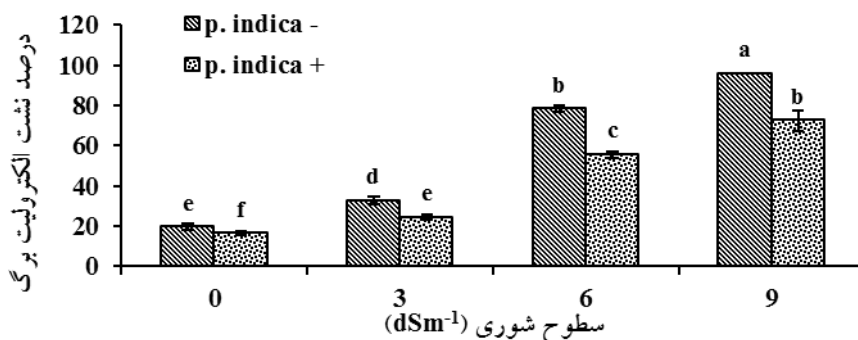 درصد نشت الکترولیت برگ
120
100
80
60
40
20
0
p. indica -
p. indica +
e
f
d
e
b
c
a
b
0
3
6
9
سطوح شوری (dSm-1)